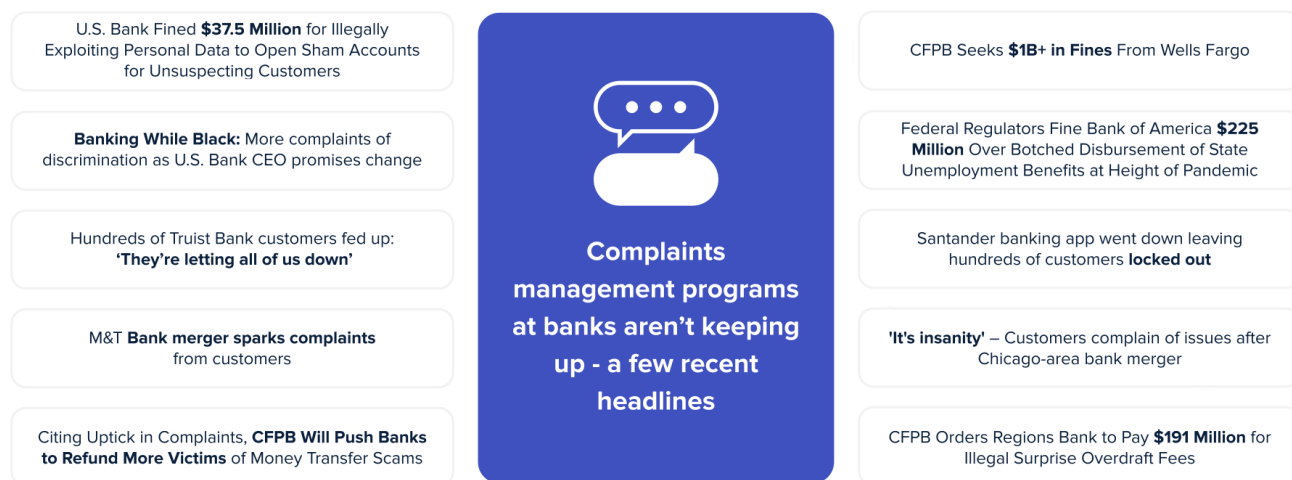 U.S. Bank Fined $37.5 Million for Illegally
Exploiting Personal Data to Open Sham Accounts
for Unsuspecting Customers
Banking While Black: More complaints of
discrimination as U.S. Bank CEO promises change
Hundreds of Truist Bank customers fed up:
‘They’re letting all of us down’
M&T Bank merger sparks complaints
from customers
Citing Uptick in Complaints, CFPB Will Push Banks
to Refund More Victims of Money Transfer Scams
Complaints
management programs
at banks aren’t keeping
up - a few recent
headlines
CFPB Seeks $1B+ in Fines From Wells Fargo
Federal Regulators Fine Bank of America $225
Million Over Botched Disbursement of State
Unemployment Benefits at Height of Pandemic
Santander banking app went down leaving
hundreds of customers locked out
'It's insanity' – Customers complain of issues after
Chicago-area bank merger
CFPB Orders Regions Bank to Pay $191 Million for
Illegal Surprise Overdraft Fees